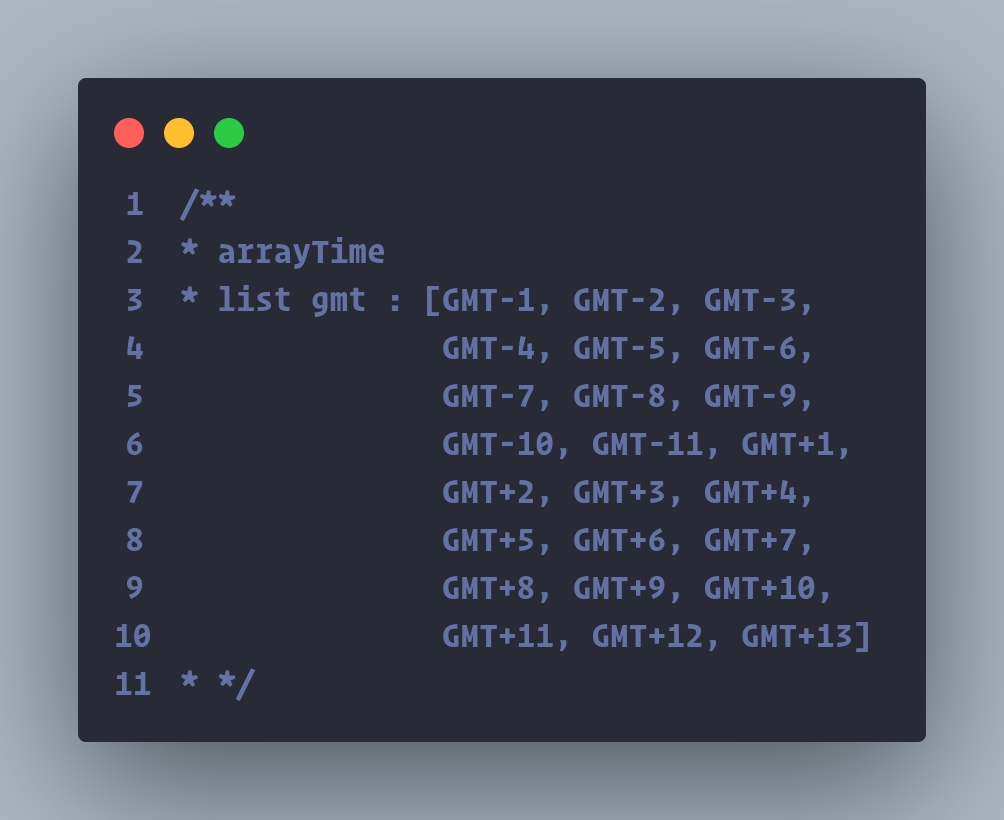 1 /**
2 * arrayTime
3 * list gmt : [GMT-1, GMT-2, GMT-3,
4 GMT-4, GMT-5, GMT-6,
5 GMT-7, GMT-8, GMT-9,
6 GMT-10, GMT-11, GMT+1,
7 GMT+2, GMT+3, GMT+4,
8 GMT+5, GMT+6, GMT+7,
9 GMT+8, GMT+9, GMT+10,
10 GMT+11, GMT+12, GMT+13]
11 * */